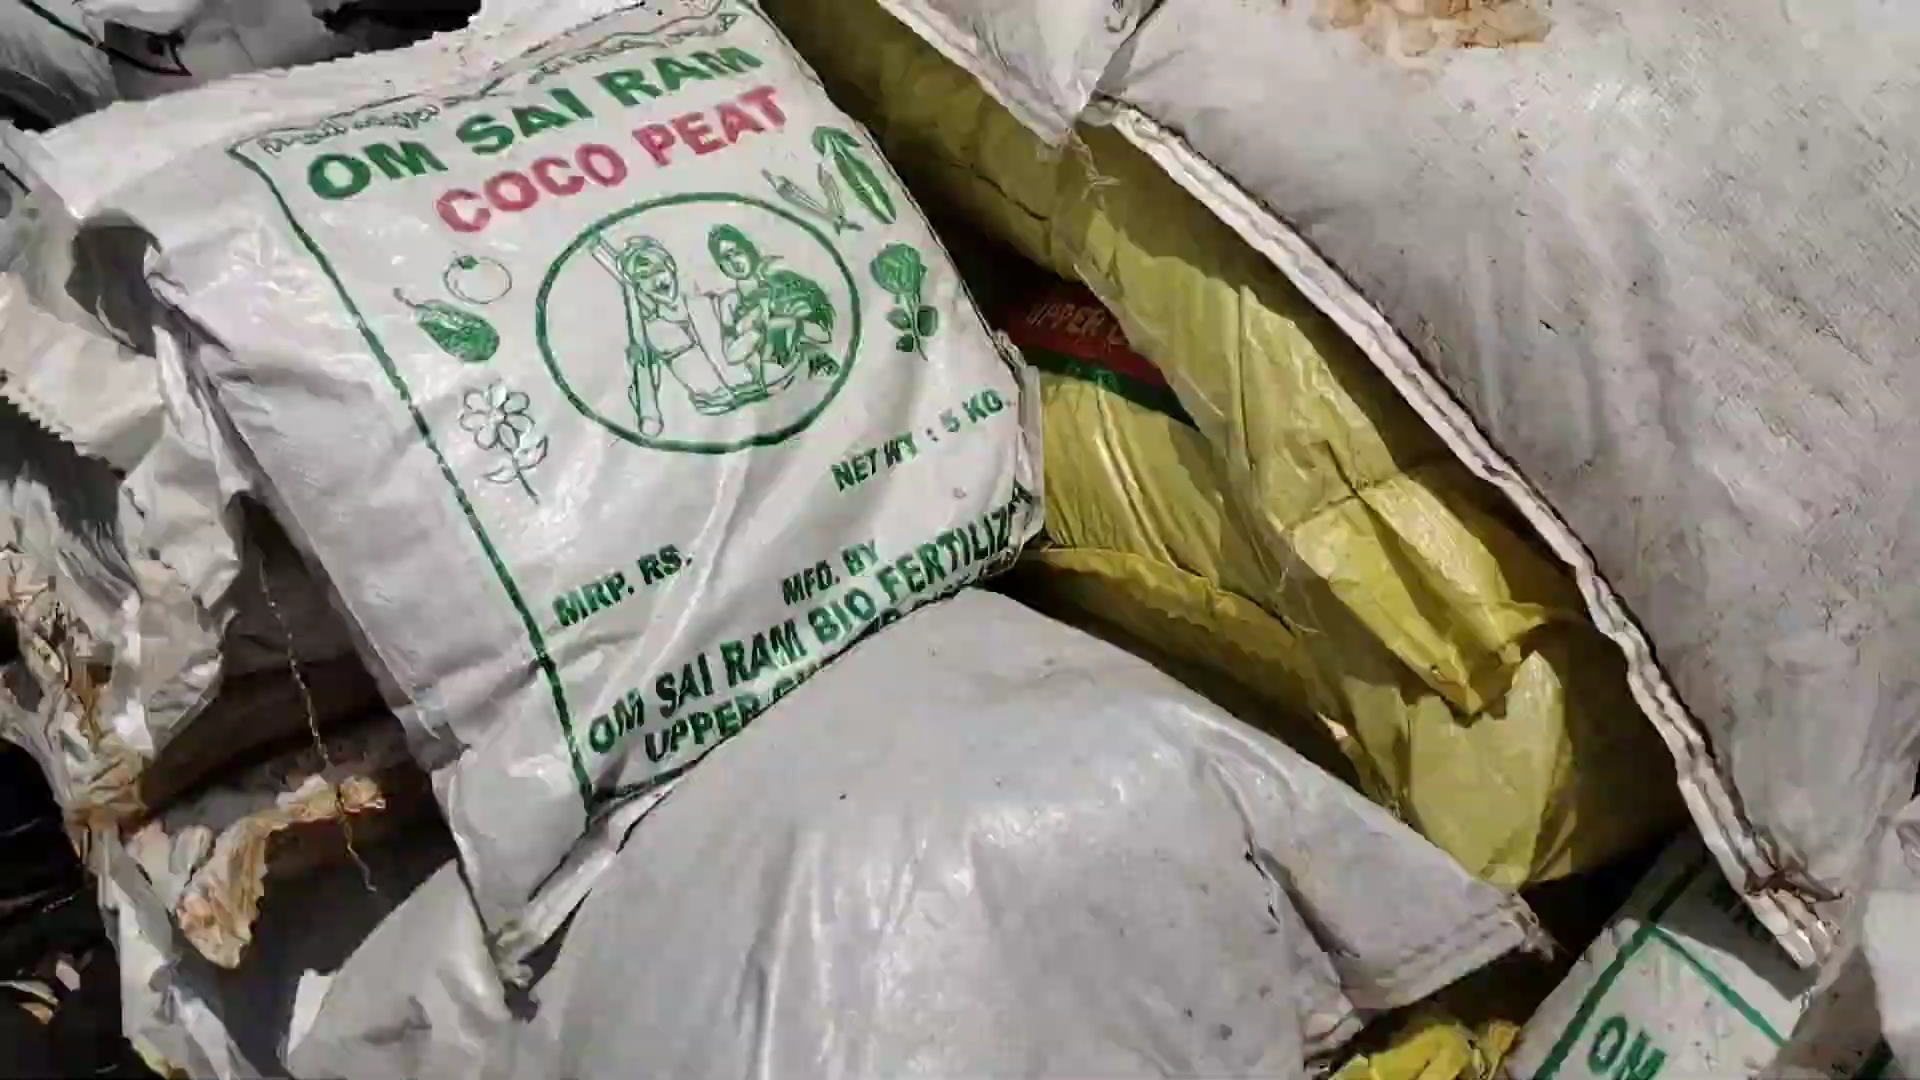 OM SAI RAM
COCO PEAT
NET WT : 5 KG.
MRP. RS.
MFD. BY
OM SAI RAM BIO FERTILIZ
UPPER
UPPER
OM